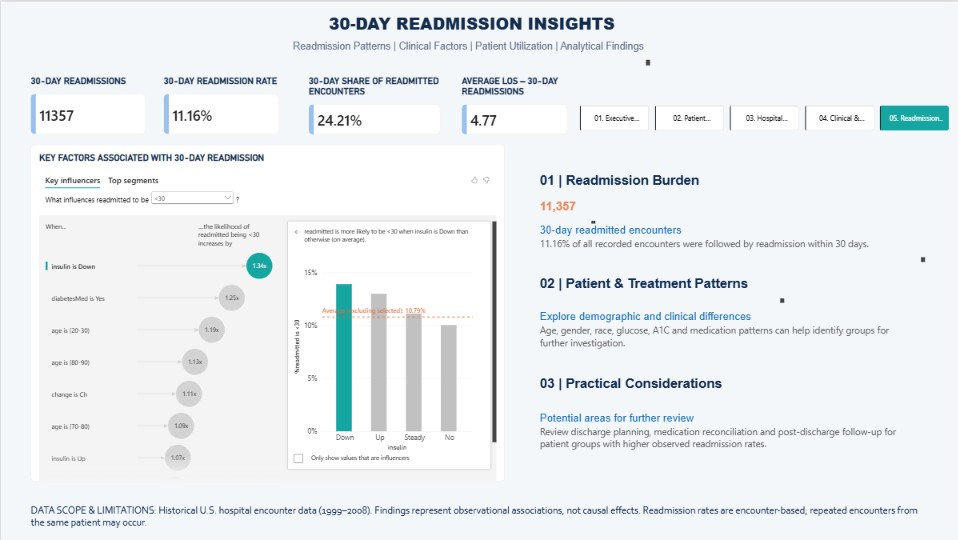 30-DAY READMISSION INSIGHTS
Readmission Patterns | Clinical Factors | Patient Utilization | Analytical Findings
30-DAY READMISSIONS
11357
30-DAY READMISSION RATE
11.16%
30-DAY SHARE OF READMITTED
ENCOUNTERS
24.21%
AVERAGE LOS – 30-DAY
READMISSIONS
4.77
01. Executive...
02. Patient...
03. Hospital...
04. Clinical &...
05. Readmission...
KEY FACTORS ASSOCIATED WITH 30-DAY READMISSION
Key influencers Top segments
What influences readmitted to be <30 ?
When...
...the likelihood of
readmitted being <30
increases by
insulin is Down 1.34x
diabetesMed is Yes 1.25x
age is [20-30) 1.19x
age is [80-90) 1.13x
change is Ch 1.11x
age is [70-80) 1.09x
insulin is Up 1.07x
← readmitted is more likely to be <30 when insulin is Down than
otherwise (on average).
15%
Average (excluding selected): 10.79%
10%
5%
0%
%readmitted is <30
Down Up Steady No
insulin
Only show values that are influencers
01 | Readmission Burden
11,357
30-day readmitted encounters
11.16% of all recorded encounters were followed by readmission within 30 days.
02 | Patient & Treatment Patterns
Explore demographic and clinical differences
Age, gender, race, glucose, A1C and medication patterns can help identify groups for
further investigation.
03 | Practical Considerations
Potential areas for further review
Review discharge planning, medication reconciliation and post-discharge follow-up for
patient groups with higher observed readmission rates.
DATA SCOPE & LIMITATIONS: Historical U.S. hospital encounter data (1999–2008). Findings represent observational associations, not causal effects. Readmission rates are encounter-based; repeated encounters from
the same patient may occur.